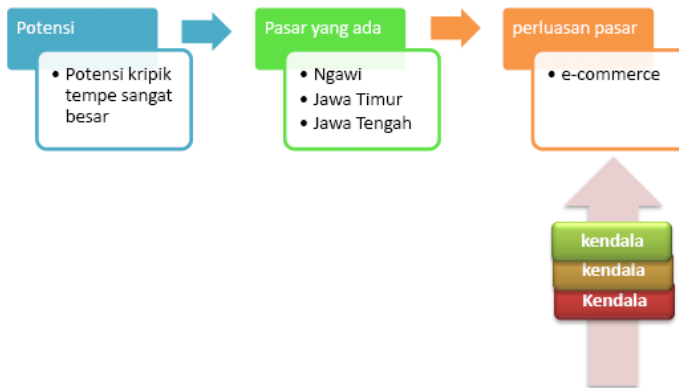 Potensi
• Potensi kripik
tempe sangat
besar
Pasar yang ada
• Ngawi
• Jawa Timur
• Jawa Tengah
perluasan pasar
• e-commerce
kendala
kendala
Kendala